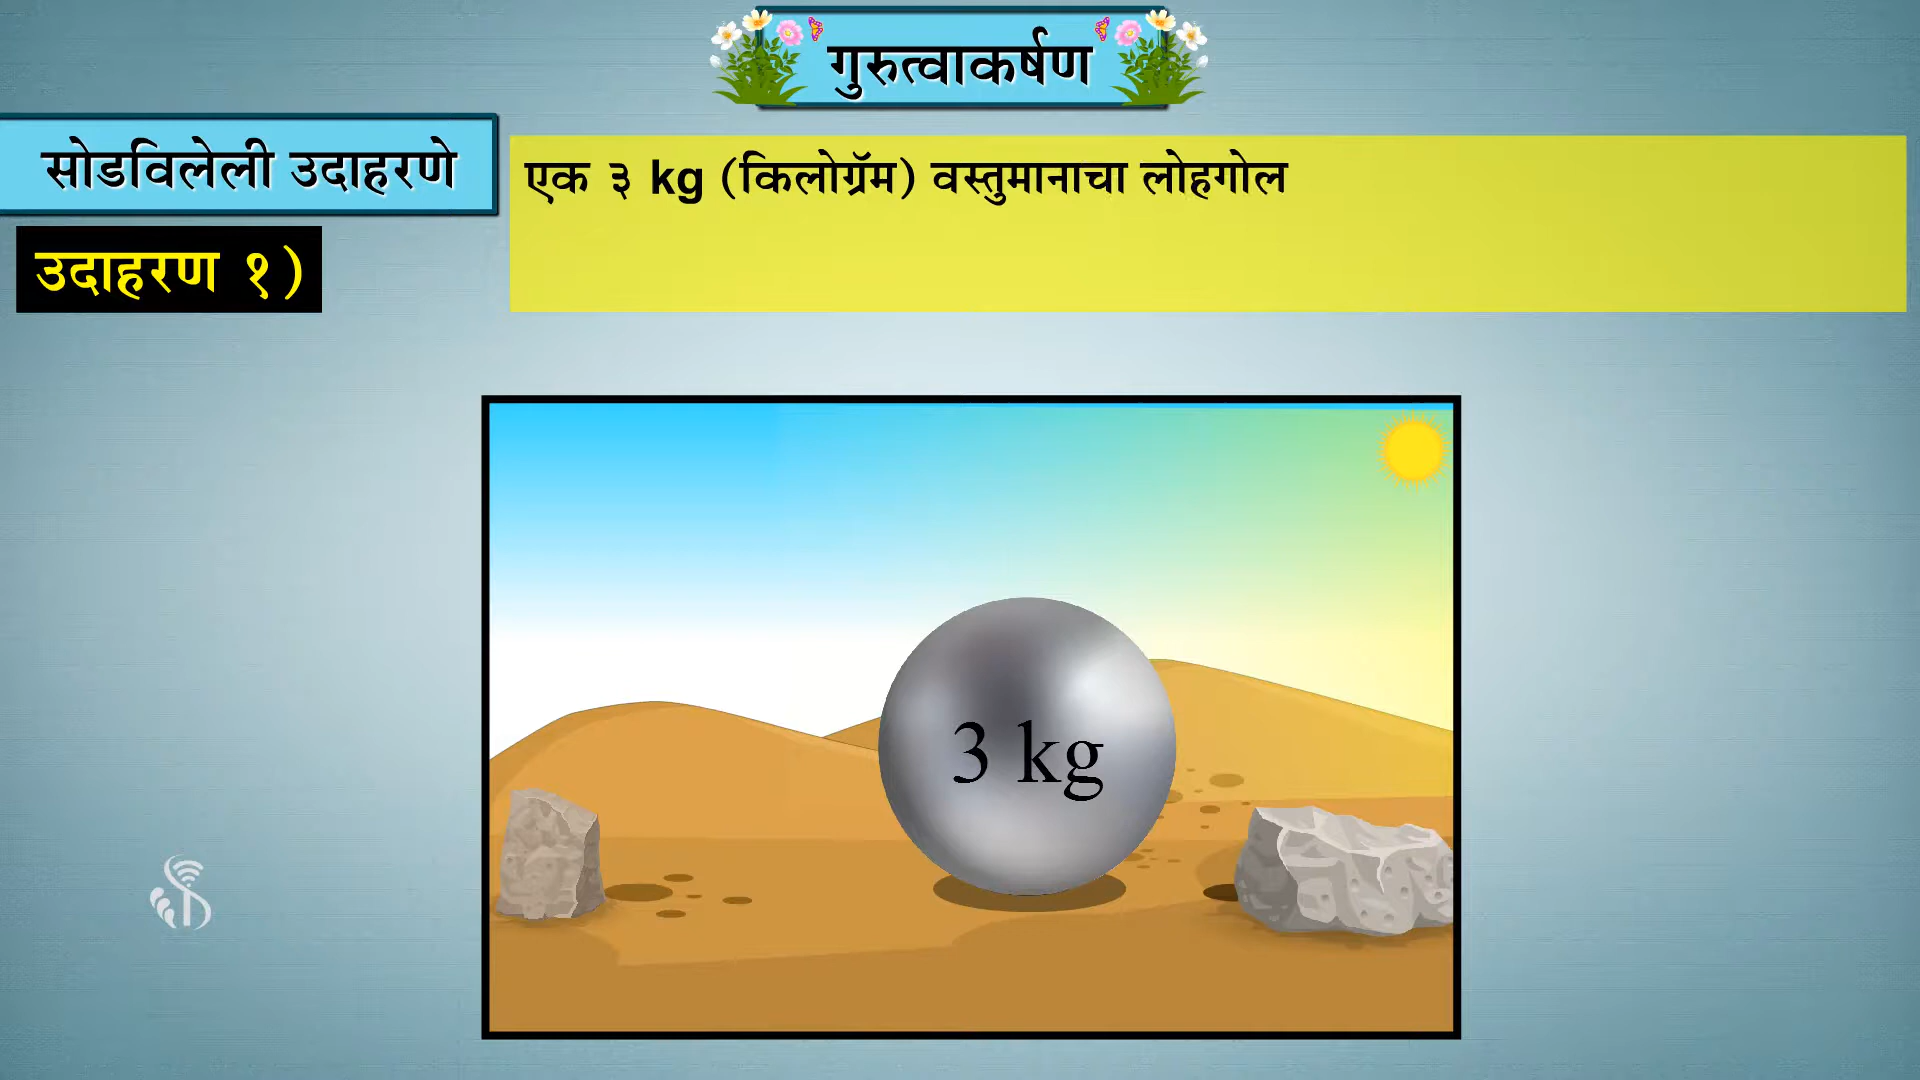 गुरुत्वाकर्षण
सोडविलेली उदाहरणे
एक ३ kg (किलोग्रॅम) वस्तुमानाचा लोहगोल
उदाहरण १)
3 kg